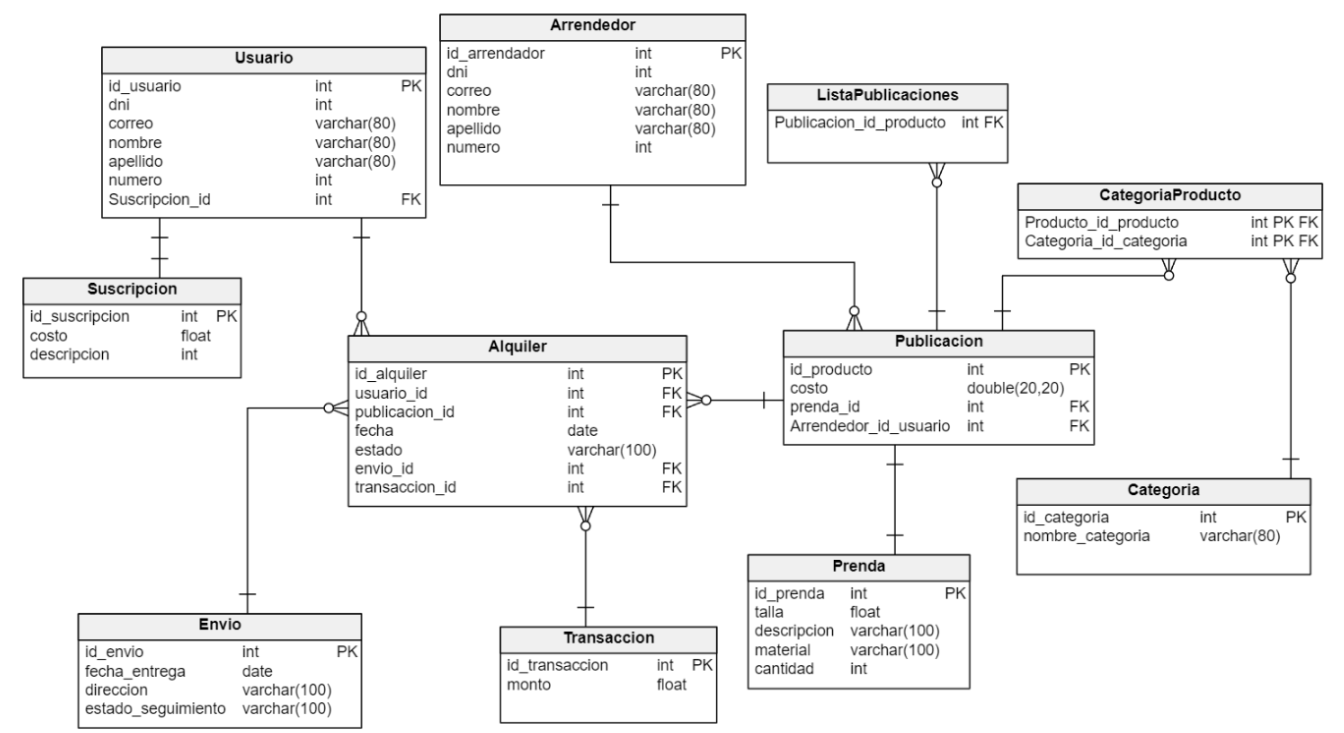 Arrendedor
id_arrendador int PK
dni int
correo varchar(80)
nombre varchar(80)
apellido varchar(80)
numero int
Usuario
id_usuario int PK
dni int
correo varchar(80)
nombre varchar(80)
apellido varchar(80)
numero int
Suscripcion_id int FK
ListaPublicaciones
Publicacion_id_producto int FK
CategoriaProducto
Producto_id_producto int PK FK
Categoria_id_categoria int PK FK
Suscripcion
id_suscripcion int PK
costo float
descripcion int
Alquiler
id_alquiler int PK
usuario_id int FK
publicacion_id int FK
fecha date
estado varchar(100)
envio_id int FK
transaccion_id int FK
Publicacion
id_producto int PK
costo double(20,20)
prenda_id int FK
Arrendedor_id_usuario int FK
Categoria
id_categoria int PK
nombre_categoria varchar(80)
Prenda
id_prenda int PK
talla float
descripcion varchar(100)
material varchar(100)
cantidad int
Envio
id_envio int PK
fecha_entrega date
direccion varchar(100)
estado_seguimiento varchar(100)
Transaccion
id_transaccion int PK
monto float